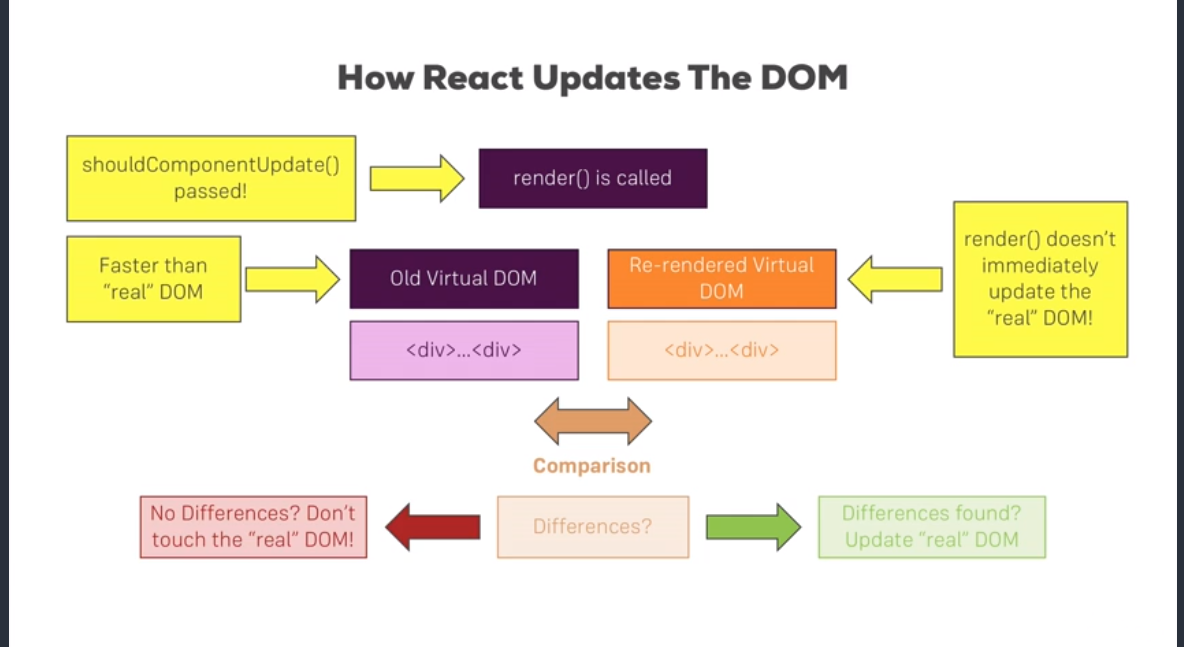 How React Updates The DOM
shouldComponentUpdate()
passed!
render() is called
Faster than
“real” DOM
Old Virtual DOM
Re-rendered Virtual
DOM
render() doesn’t
immediately
update the
“real” DOM!
<div>...<div>
<div>...<div>
Comparison
No Differences? Don’t
touch the “real” DOM!
Differences?
Differences found?
Update “real” DOM